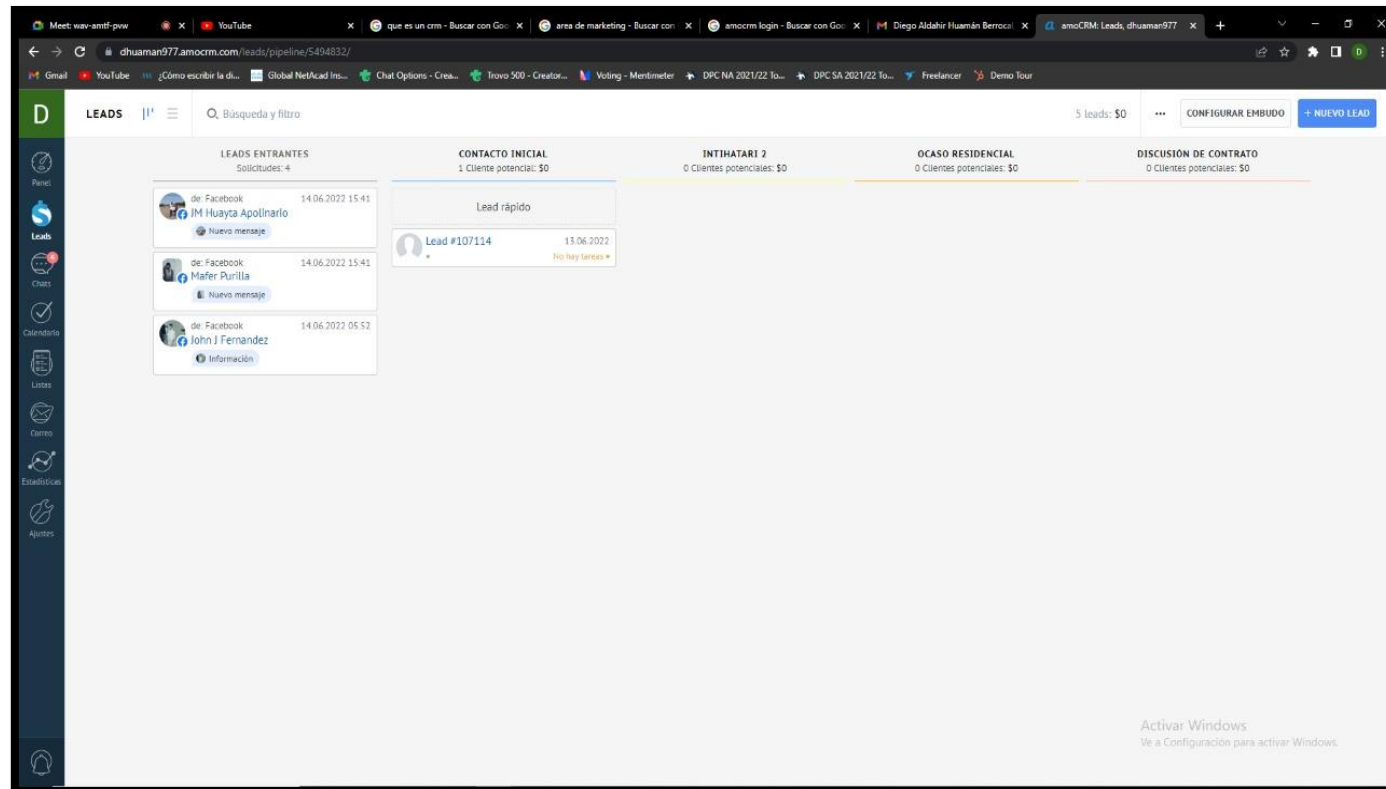 Meet: wav-amtf-pvw
YouTube
que es un crm - Buscar con Goo
area de marketing - Buscar con
amocrm login - Buscar con Goo
Diego Aldahir Huamán Berrocal
amoCRM: Leads, dhuaman977
dhuaman977.amocrm.com/leads/pipeline/5494832/
Gmail
YouTube
¿Cómo escribir la di...
Global NetAcad Ins...
Chat Options - Crea...
Trovo 500 - Creator...
Voting - Mentimeter
DPC NA 2021/22 To...
DPC SA 2021/22 To...
Freelancer
Demo Tour
D
LEADS
Búsqueda y filtro
5 leads: $0
CONFIGURAR EMBUDO
+ NUEVO LEAD
Panel
Leads
4
Chats
Calendario
Listas
Correo
Estadísticas
Ajustes
LEADS ENTRANTES
Solicitudes: 4
de: Facebook 14.06.2022 15:41
JM Huayta Apolinario
Nuevo mensaje
de: Facebook 14.06.2022 15:41
Mafer Purilla
Nuevo mensaje
de: Facebook 14.06.2022 05:52
John J Fernandez
Información
CONTACTO INICIAL
1 Cliente potencial: $0
Lead rápido
Lead #107114 13.06.2022
No hay tareas
INTIHATARI 2
0 Clientes potenciales: $0
OCASO RESIDENCIAL
0 Clientes potenciales: $0
DISCUSIÓN DE CONTRATO
0 Clientes potenciales: $0
Activar Windows
Ve a Configuración para activar Windows.